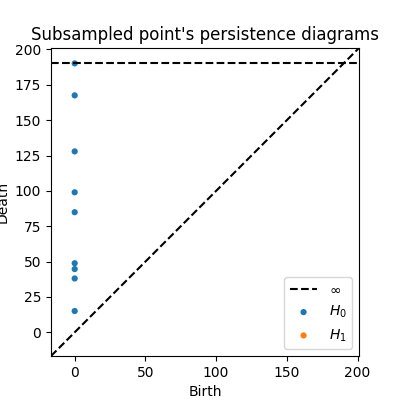 Subsampled point's persistence diagrams
200
175
150
125
100
75
50
25
0
Death
0 50 100 150 200
Birth
∞
H₀
H₁